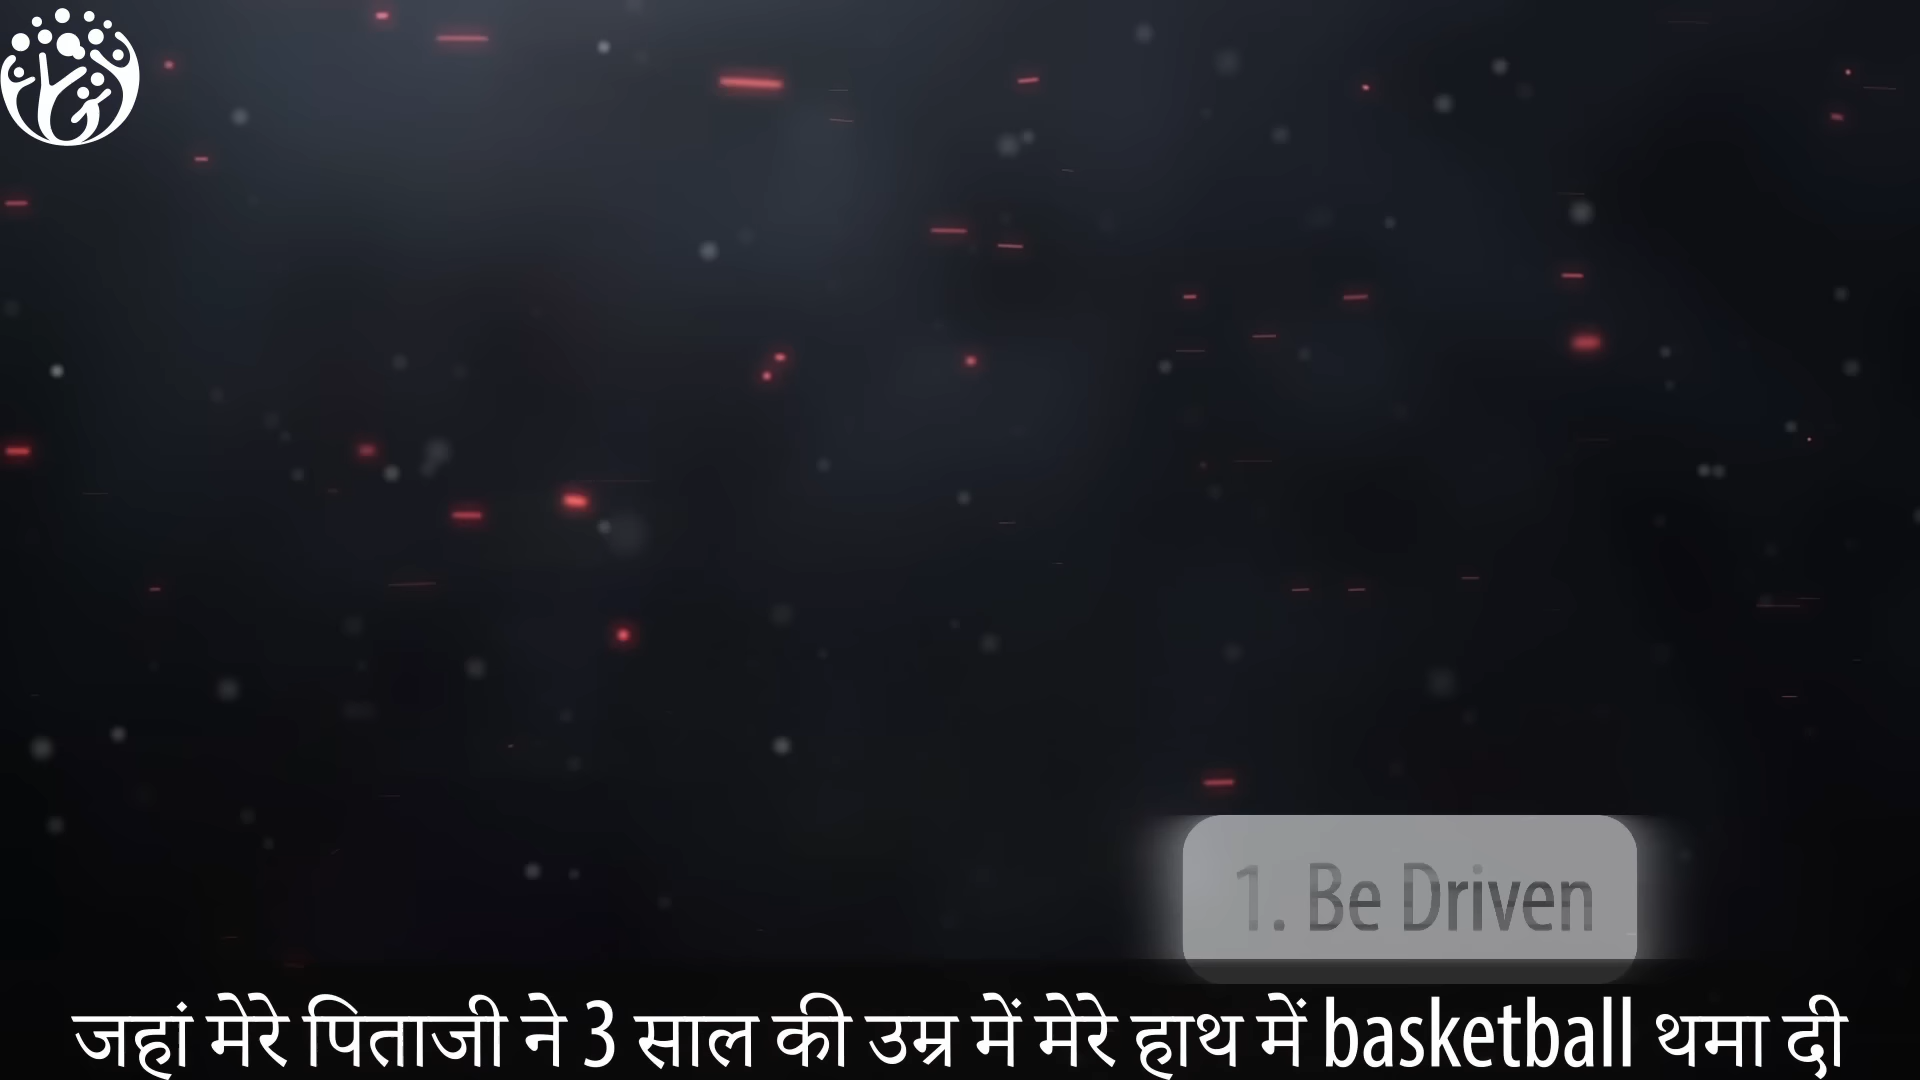 1. Be Driven
जहां मेरे पिताजी ने 3 साल की उम्र में मेरे हाथ में basketball थमा दी